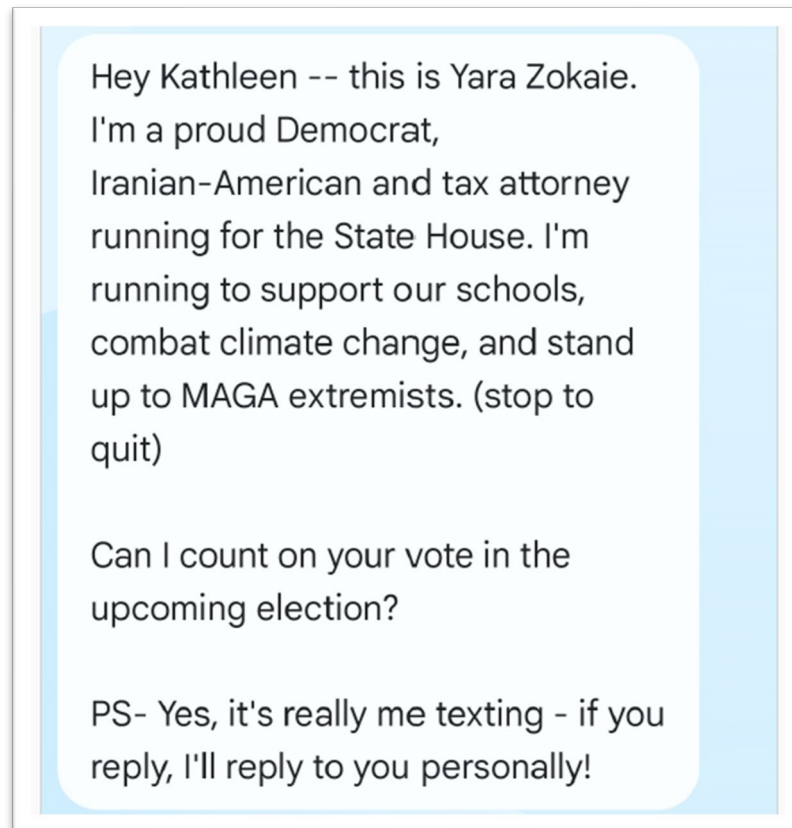 Hey Kathleen -- this is Yara Zokaie.
I'm a proud Democrat,
Iranian-American and tax attorney
running for the State House. I'm
running to support our schools,
combat climate change, and stand
up to MAGA extremists. (stop to
quit)
Can I count on your vote in the
upcoming election?
PS- Yes, it's really me texting - if you
reply, I'll reply to you personally!